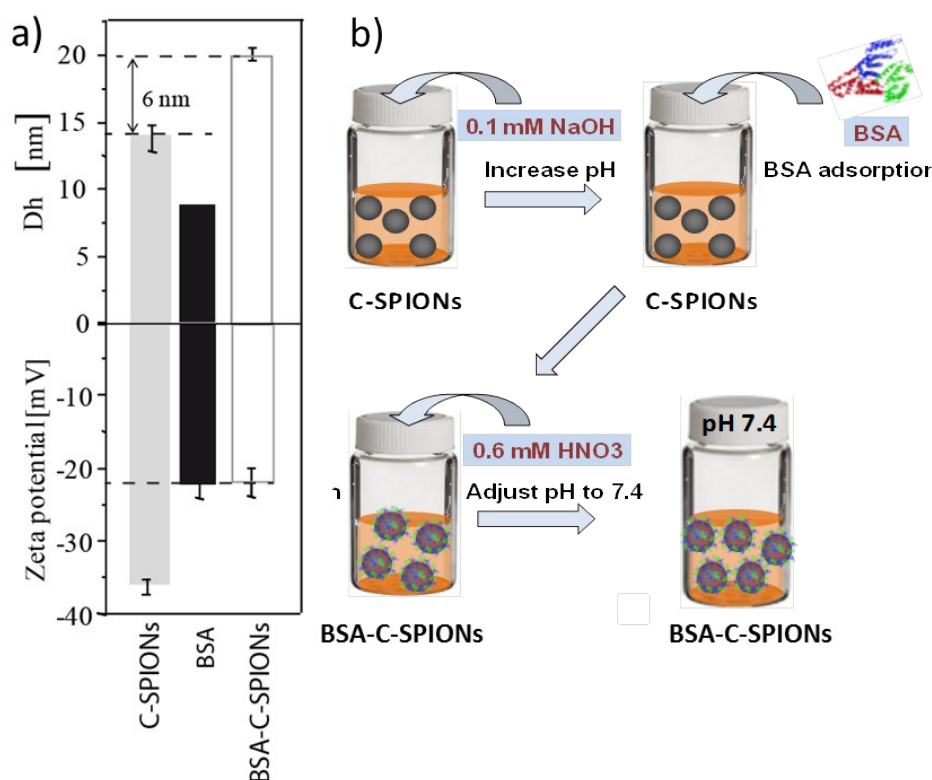 a)
20
15
10
5
0
-10
-20
-30
-40
Dh [nm]
Zeta potential[mV]
6 nm
C-SPIONs
BSA
BSA-C-SPIONs
b)
0.1 mM NaOH
Increase pH
C-SPIONs
C-SPIONs
BSA
BSA adsorption
n
0.6 mM HNO3
Adjust pH to 7.4
BSA-C-SPIONs
pH 7.4
BSA-C-SPIONs